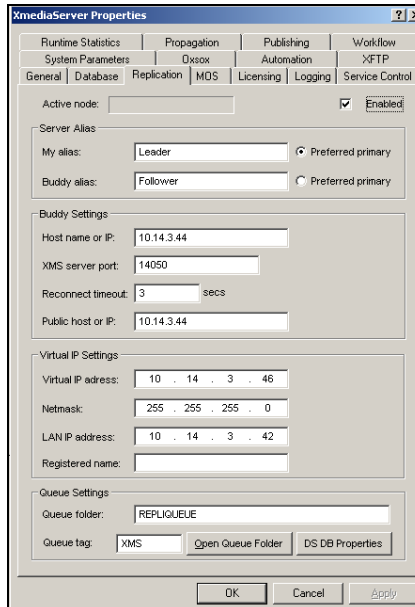 XmediaServer Properties ? x
Runtime Statistics Propagation Publishing Workflow
System Parameters Oxsox Automation XFTP
General Database Replication MOS Licensing Logging Service Control
Active node: Enabled
Server Alias
My alias: Leader Preferred primary
Buddy alias: Follower Preferred primary
Buddy Settings
Host name or IP: 10.14.3.44
XMS server port: 14050
Reconnect timeout: 3 secs
Public host or IP: 10.14.3.44
Virtual IP Settings
Virtual IP adress: 10 . 14 . 3 . 46
Netmask: 255 . 255 . 255 . 0
LAN IP address: 10 . 14 . 3 . 42
Registered name:
Queue Settings
Queue folder: REPLIQUEUE
Queue tag: XMS Open Queue Folder DS DB Properties
OK Cancel Apply